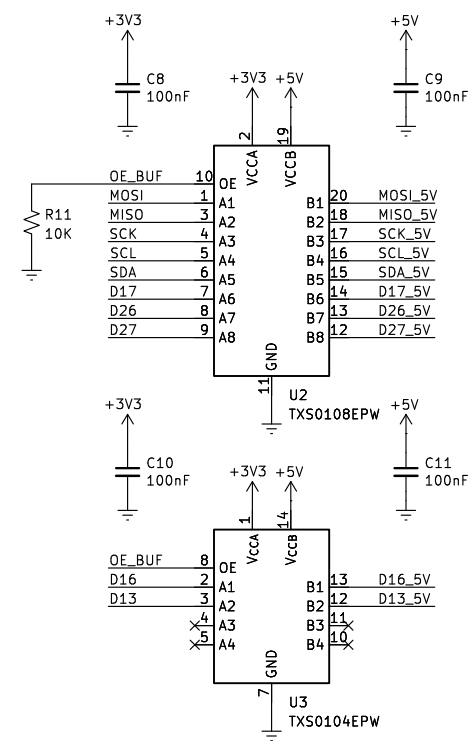 +3V3
+5V
C8
100nF
C9
100nF
+3V3 +5V
2
19
VCCA
VCCB
OE_BUF 10 OE
R11
10K
MOSI 1 A1 B1 20 MOSI_5V
MISO 3 A2 B2 18 MISO_5V
SCK 4 A3 B3 17 SCK_5V
SCL 5 A4 B4 16 SCL_5V
SDA 6 A5 B5 15 SDA_5V
D17 7 A6 B6 14 D17_5V
D26 8 A7 B7 13 D26_5V
D27 9 A8 B8 12 D27_5V
GND
11
U2
TXS0108EPW
+3V3
+5V
C10
100nF
C11
100nF
+3V3 +5V
1
14
VCCA
VCCB
OE_BUF 8 OE
D16 2 A1 B1 13 D16_5V
D13 3 A2 B2 12 D13_5V
4 A3 B3 11
5 A4 B4 10
GND
7
U3
TXS0104EPW